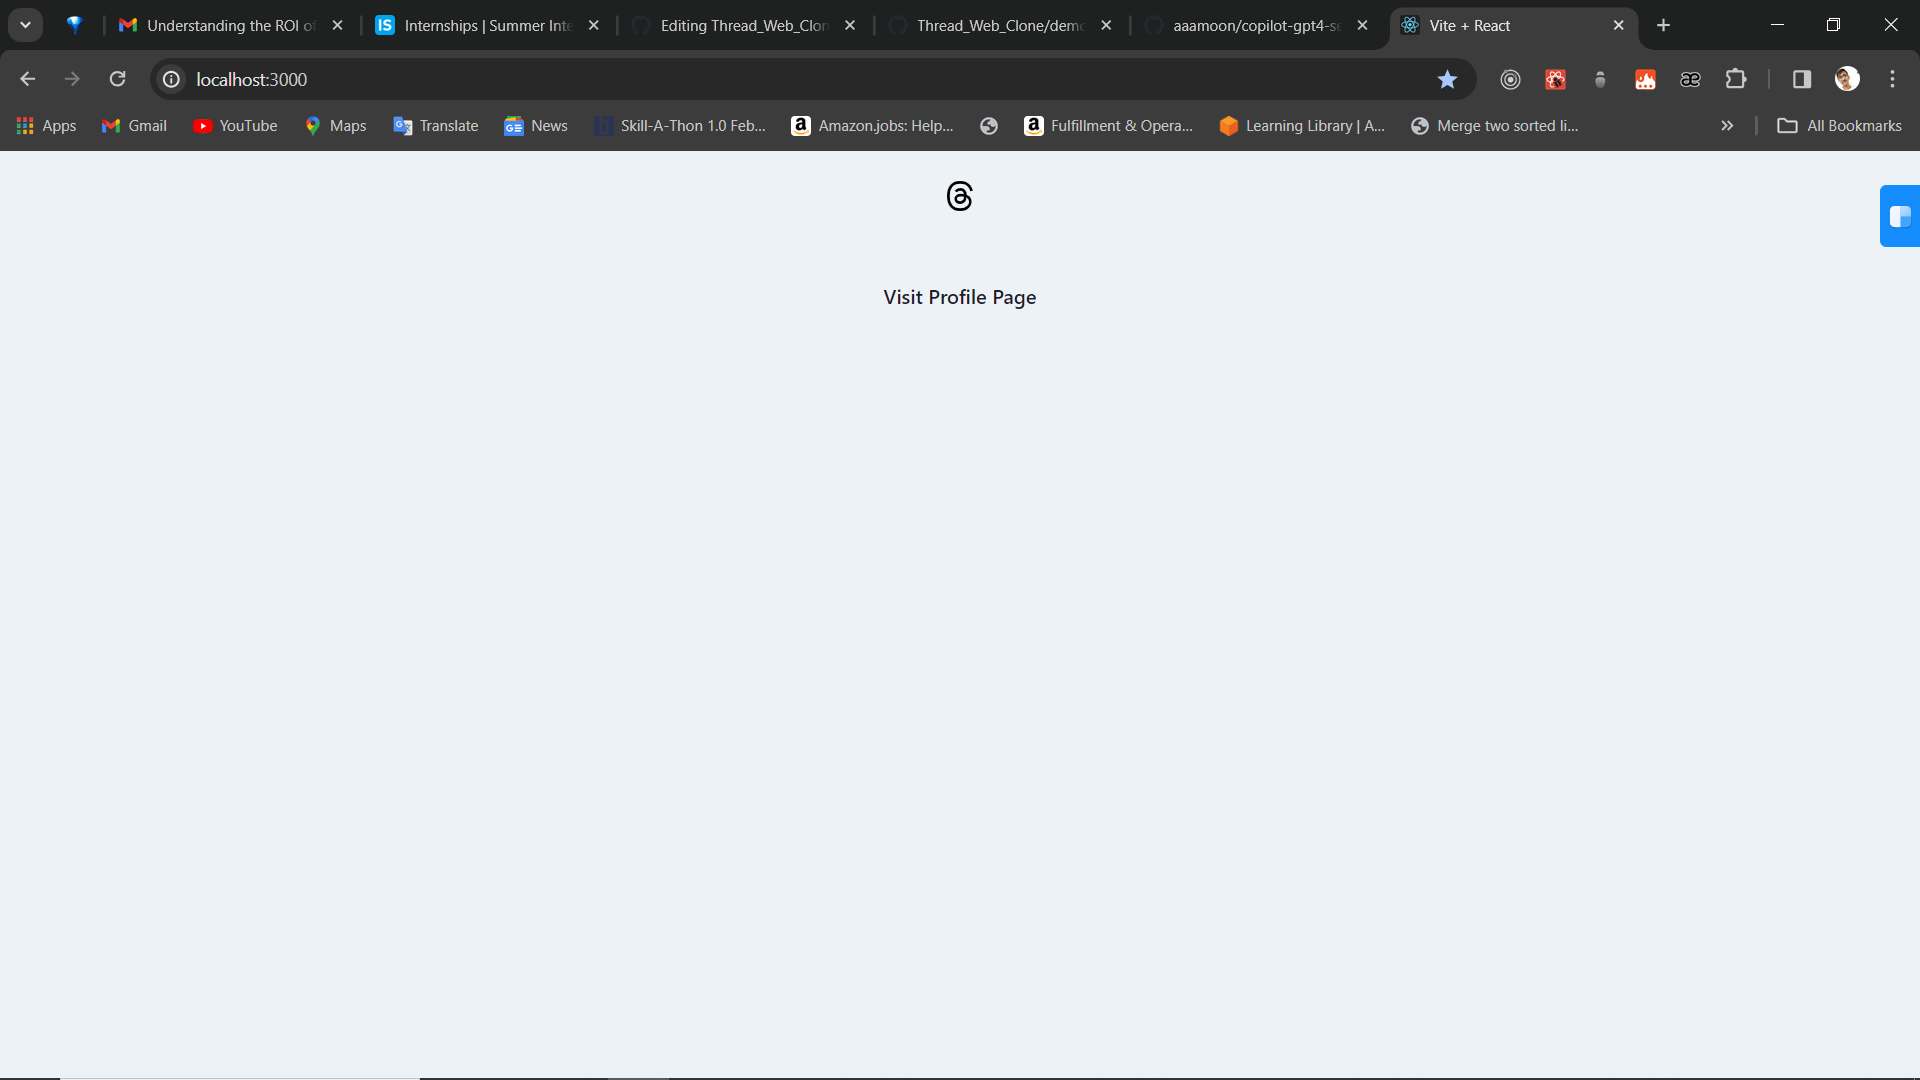 Understanding the ROI of
IS Internships | Summer Inte
Editing Thread_Web_Clon
Thread_Web_Clone/demo
aaamoon/copilot-gpt4-se
Vite + React
localhost:3000
æ
Apps
Gmail
YouTube
Maps
Translate
News
Skill-A-Thon 1.0 Feb...
Amazon.jobs: Help...
Fulfillment & Opera...
Learning Library | A...
Merge two sorted li...
All Bookmarks
Visit Profile Page